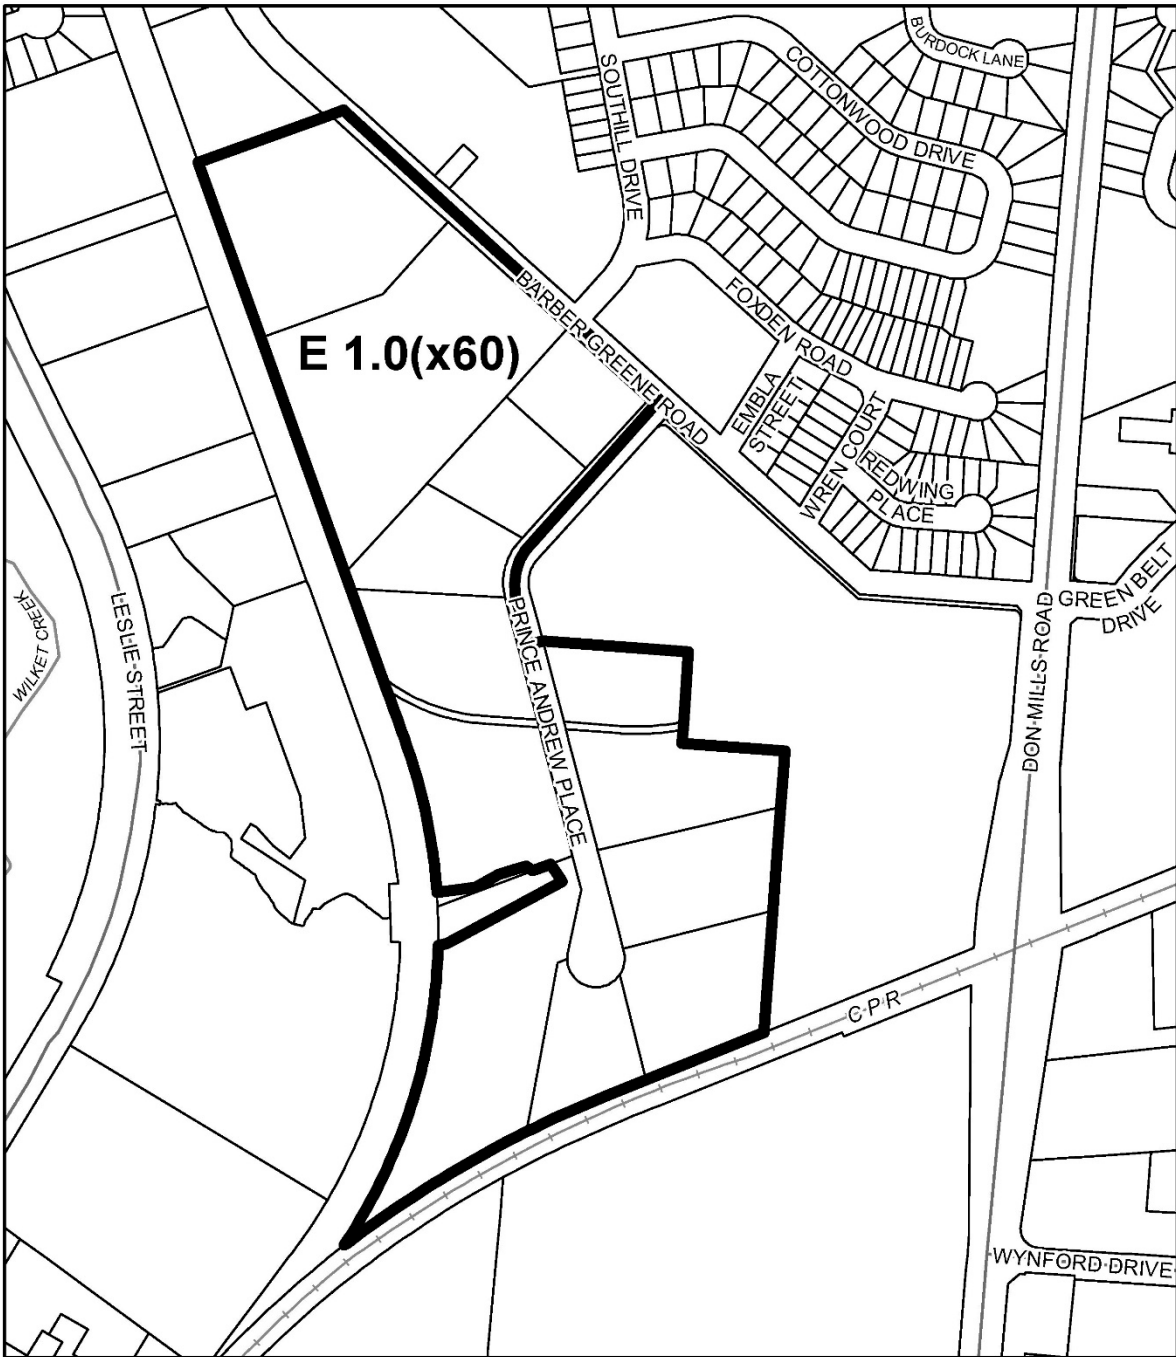 BURDOCK LANE
COTTONWOOD DRIVE
SOUTHILL DRIVE
BARBER GREENE ROAD
FOXDEN ROAD
E 1.0(x60)
EMBLA
STREET
WREN COURT
REDWING
PLACE
GREEN BELT
DRIVE
WILKET CREEK
LESLIE STREET
PRINCE ANDREW PLACE
DON MILLS ROAD
C P R
WYNFORD DRIVE